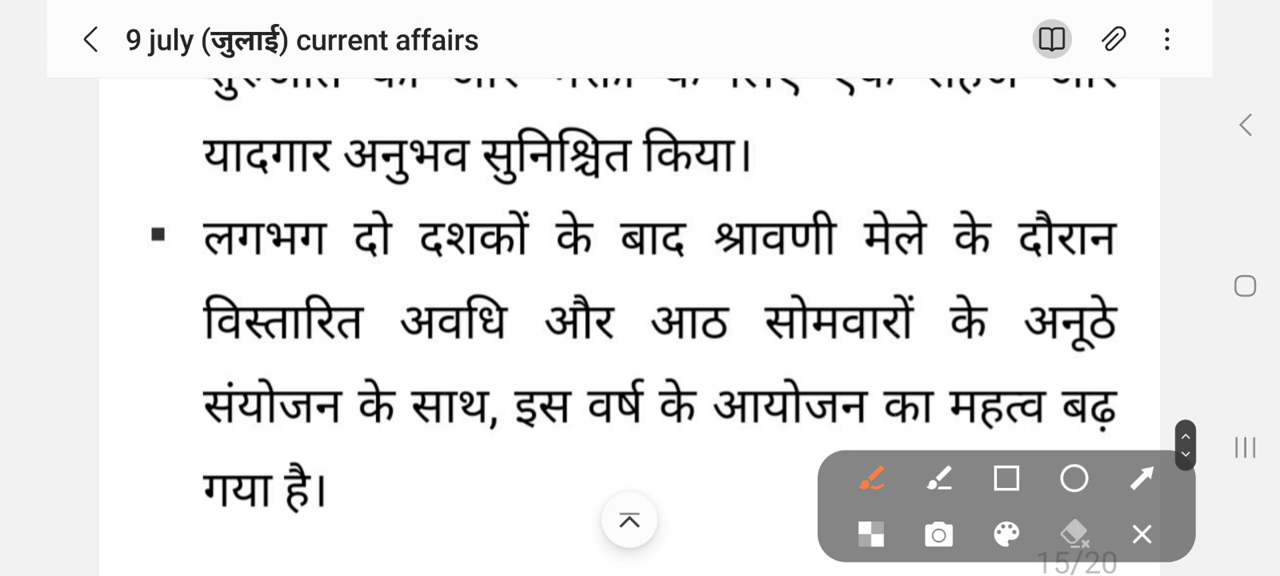 9 july (जुलाई) current affairs
यादगार अनुभव सुनिश्चित किया।
▪ लगभग दो दशकों के बाद श्रावणी मेले के दौरान
विस्तारित अवधि और आठ सोमवारों के अनूठे
संयोजन के साथ, इस वर्ष के आयोजन का महत्व बढ़
गया है।
15/20